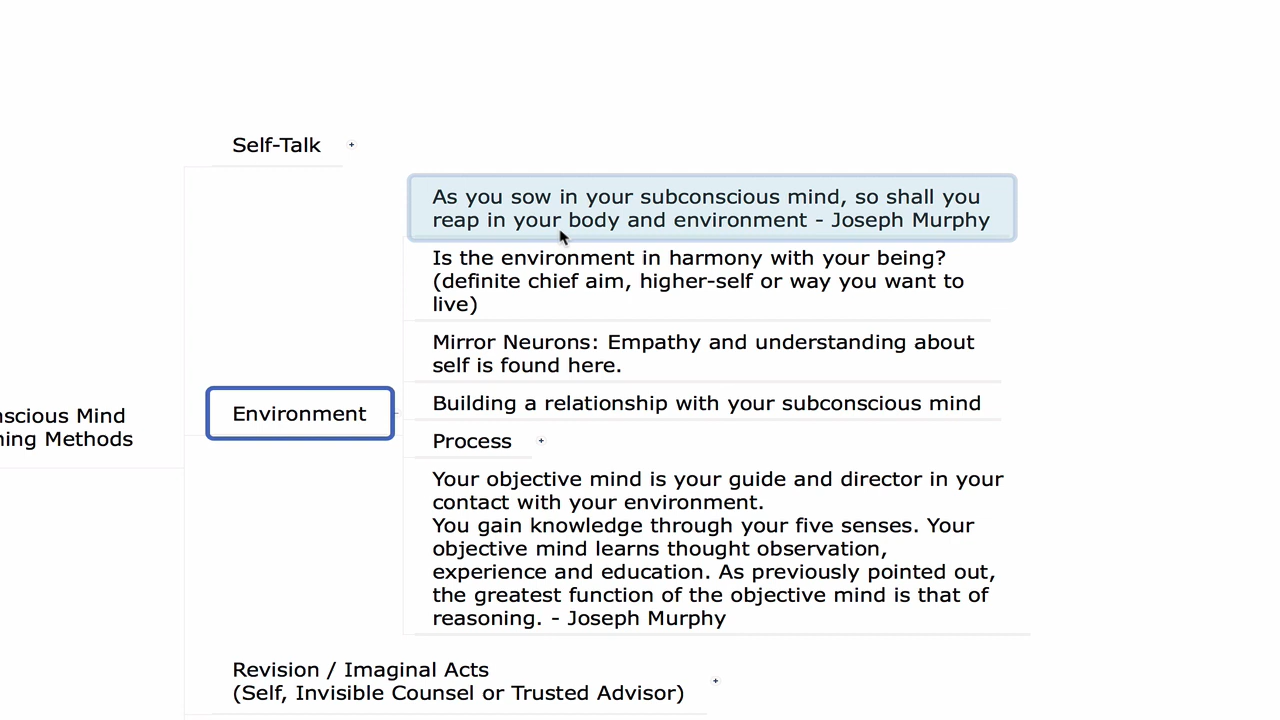 Self-Talk
As you sow in your subconscious mind, so shall you
reap in your body and environment - Joseph Murphy
Is the environment in harmony with your being?
(definite chief aim, higher-self or way you want to
live)
Mirror Neurons: Empathy and understanding about
self is found here.
Environment
nscious Mind
ning Methods
Building a relationship with your subconscious mind
Process
Your objective mind is your guide and director in your
contact with your environment.
You gain knowledge through your five senses. Your
objective mind learns thought observation,
experience and education. As previously pointed out,
the greatest function of the objective mind is that of
reasoning. - Joseph Murphy
Revision / Imaginal Acts
(Self, Invisible Counsel or Trusted Advisor)